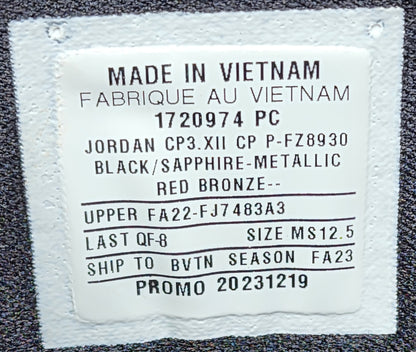 MADE IN VIETNAM
FABRIQUE AU VIETNAM
1720974 PC
JORDAN CP3.XII CP P-FZ8930
BLACK/SAPPHIRE-METALLIC
RED BRONZE--
UPPER FA22-FJ7483A3
LAST QF-8 SIZE MS12.5
SHIP TO BVTN SEASON FA23
PROMO 20231219